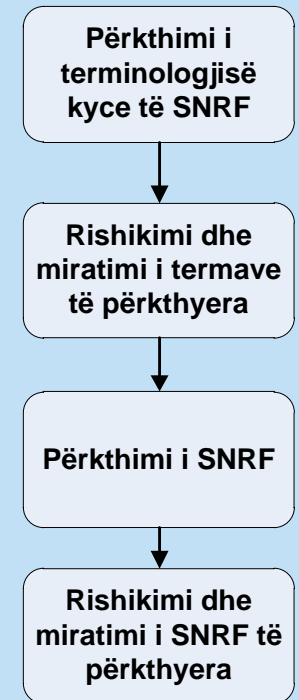 Përkthimi i
terminologjisë
kyce të SNRF
Rishikimi dhe
miratimi i termave
të përkthyera
Përkthimi i SNRF
Rishikimi dhe
miratimi i SNRF të
përkthyera